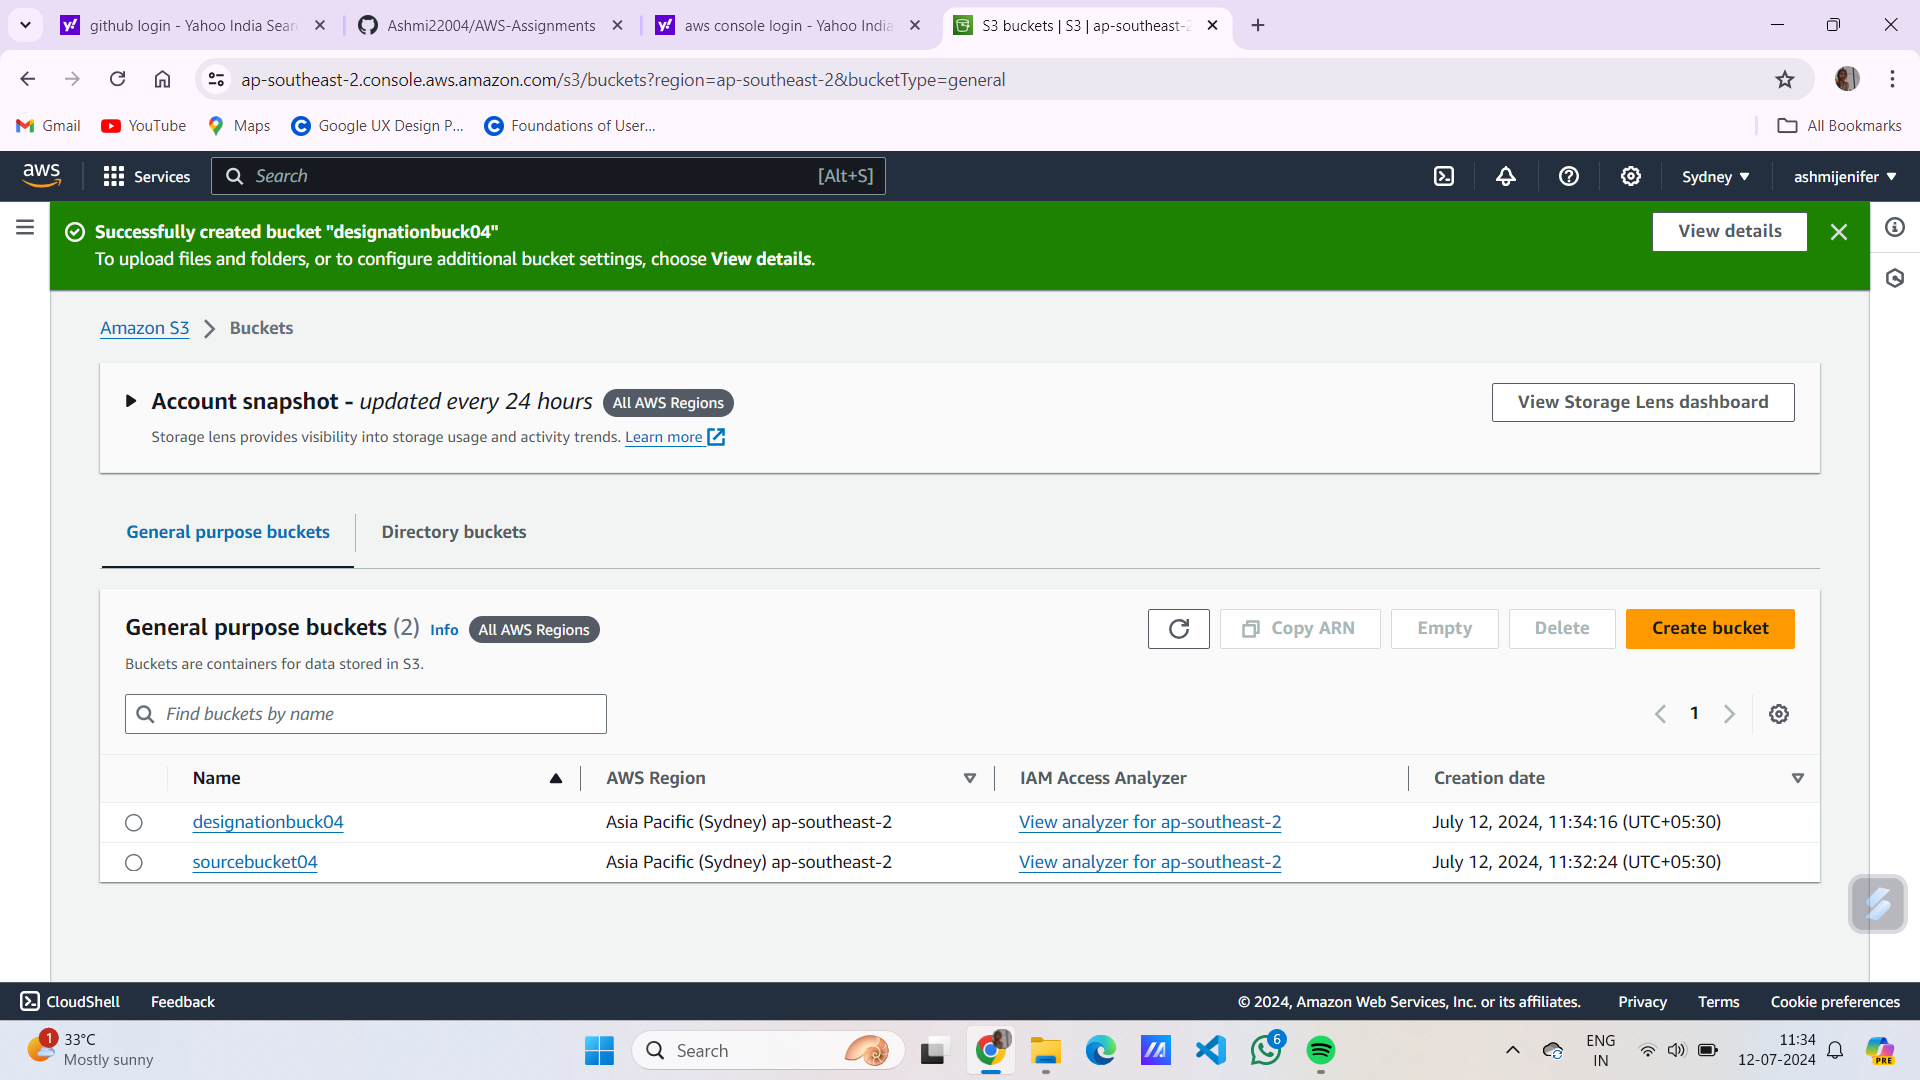 github login - Yahoo India Sear
Ashmi22004/AWS-Assignments
aws console login - Yahoo India
S3 buckets | S3 | ap-southeast-2
ap-southeast-2.console.aws.amazon.com/s3/buckets?region=ap-southeast-2&bucketType=general
Gmail
YouTube
Maps
Google UX Design P...
Foundations of User...
All Bookmarks
aws
Services
Search
[Alt+S]
Sydney
ashmijenifer
Successfully created bucket "designationbuck04"
To upload files and folders, or to configure additional bucket settings, choose View details.
View details
Amazon S3
Buckets
Account snapshot - updated every 24 hours
All AWS Regions
View Storage Lens dashboard
Storage lens provides visibility into storage usage and activity trends. Learn more
General purpose buckets
Directory buckets
General purpose buckets (2)
Info
All AWS Regions
Copy ARN
Empty
Delete
Create bucket
Buckets are containers for data stored in S3.
Find buckets by name
1
Name
AWS Region
IAM Access Analyzer
Creation date
designationbuck04
Asia Pacific (Sydney) ap-southeast-2
View analyzer for ap-southeast-2
July 12, 2024, 11:34:16 (UTC+05:30)
sourcebucket04
Asia Pacific (Sydney) ap-southeast-2
View analyzer for ap-southeast-2
July 12, 2024, 11:32:24 (UTC+05:30)
CloudShell
Feedback
© 2024, Amazon Web Services, Inc. or its affiliates.
Privacy
Terms
Cookie preferences
1
33°C
Mostly sunny
Search
6
ENG
IN
11:34
12-07-2024
PRE